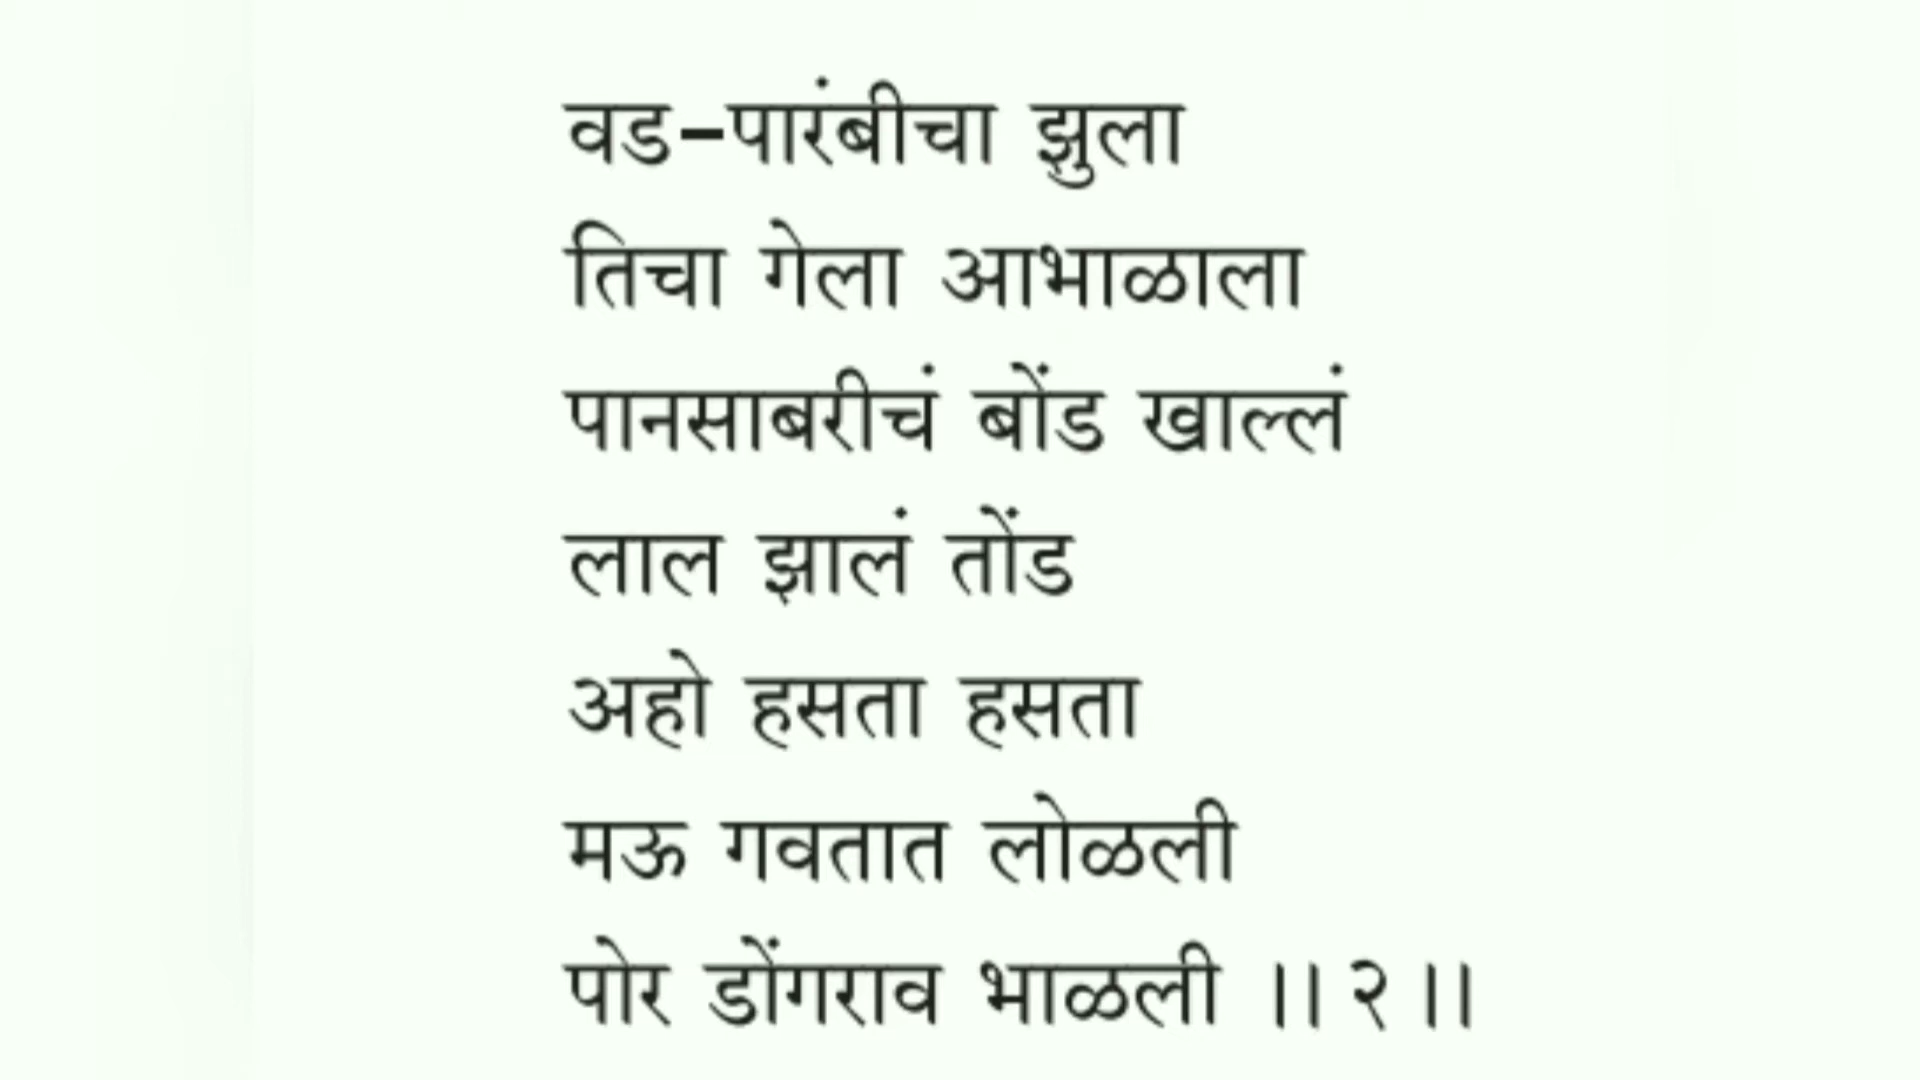 वड-पारंबीचा झुला
तिचा गेला आभाळाला
पानसाबरीचं बोंड खाल्लं
लाल झालं तोंड
अहो हसता हसता
मऊ गवतात लोळली
पोर डोंगराव भाळली ।। २ ।।